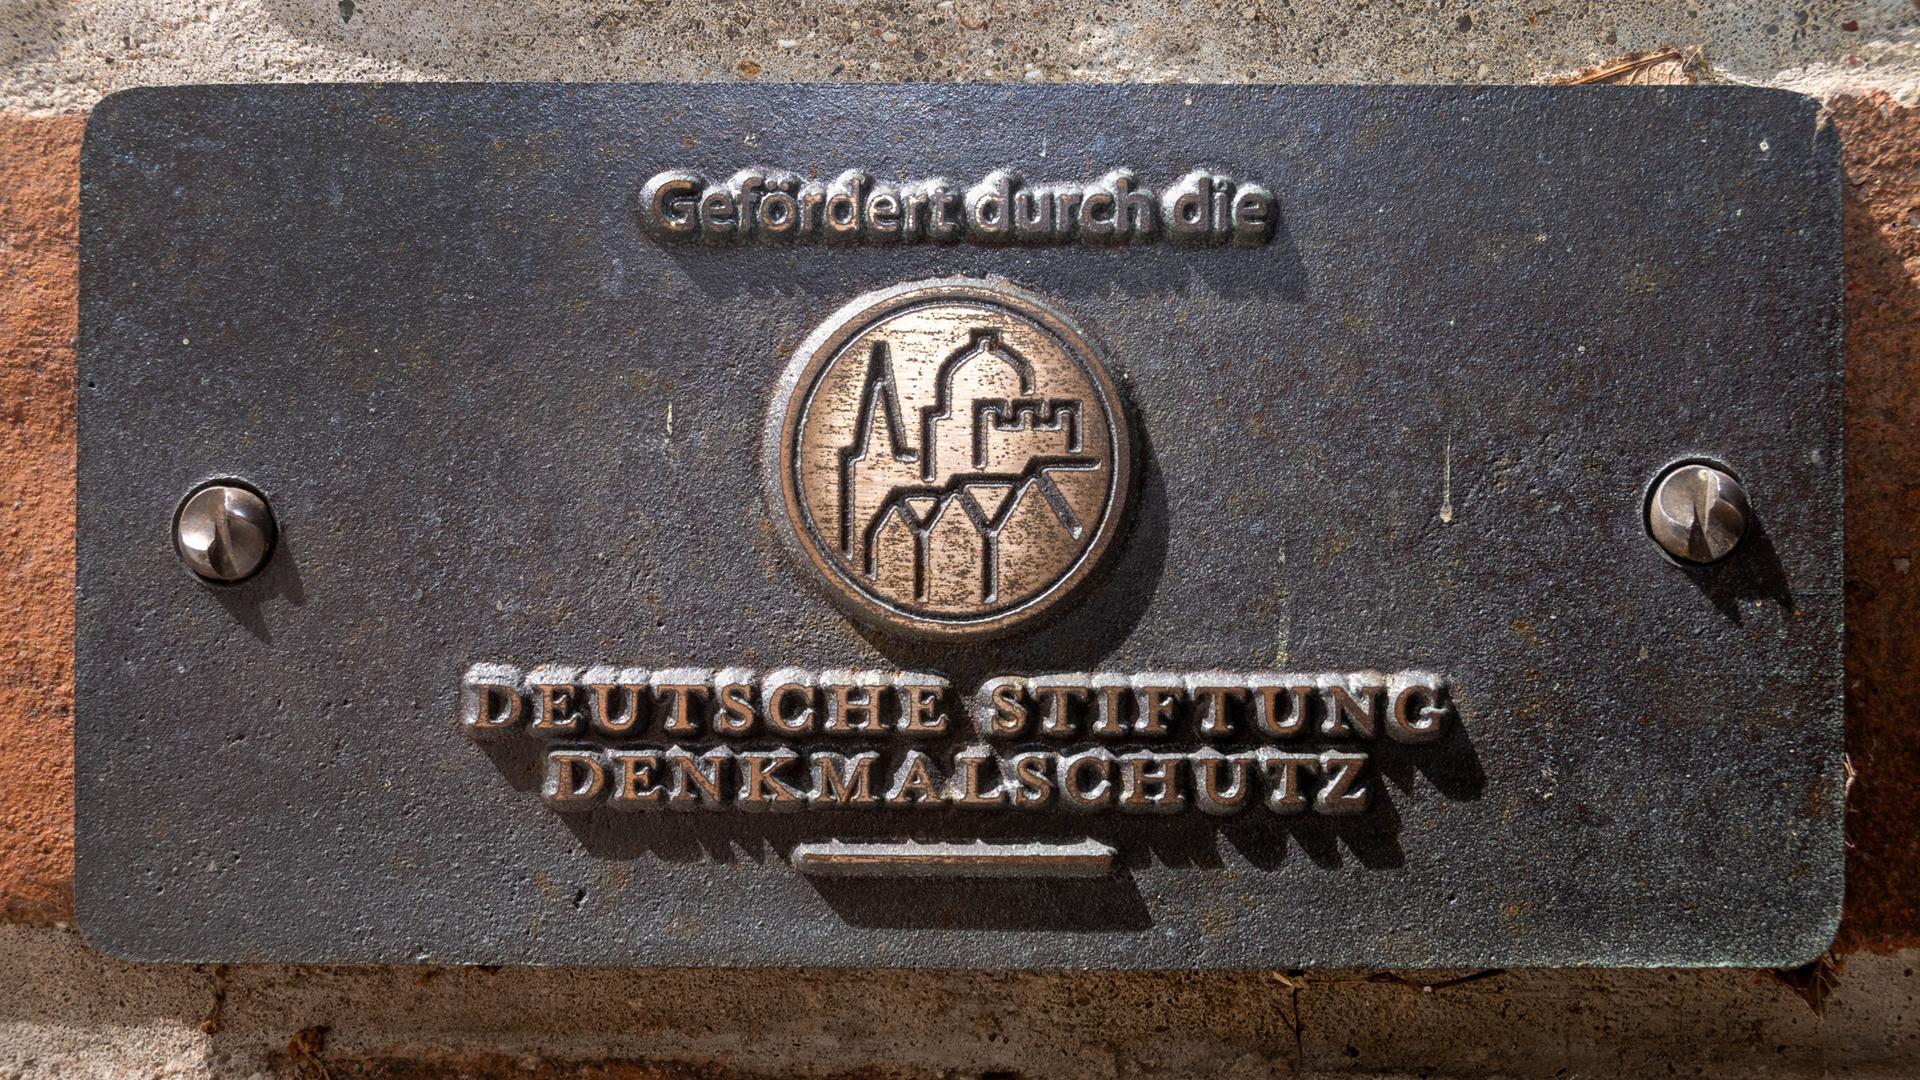 Gefördert durch die
DEUTSCHE STIFTUNG
DENKMALSCHUTZ